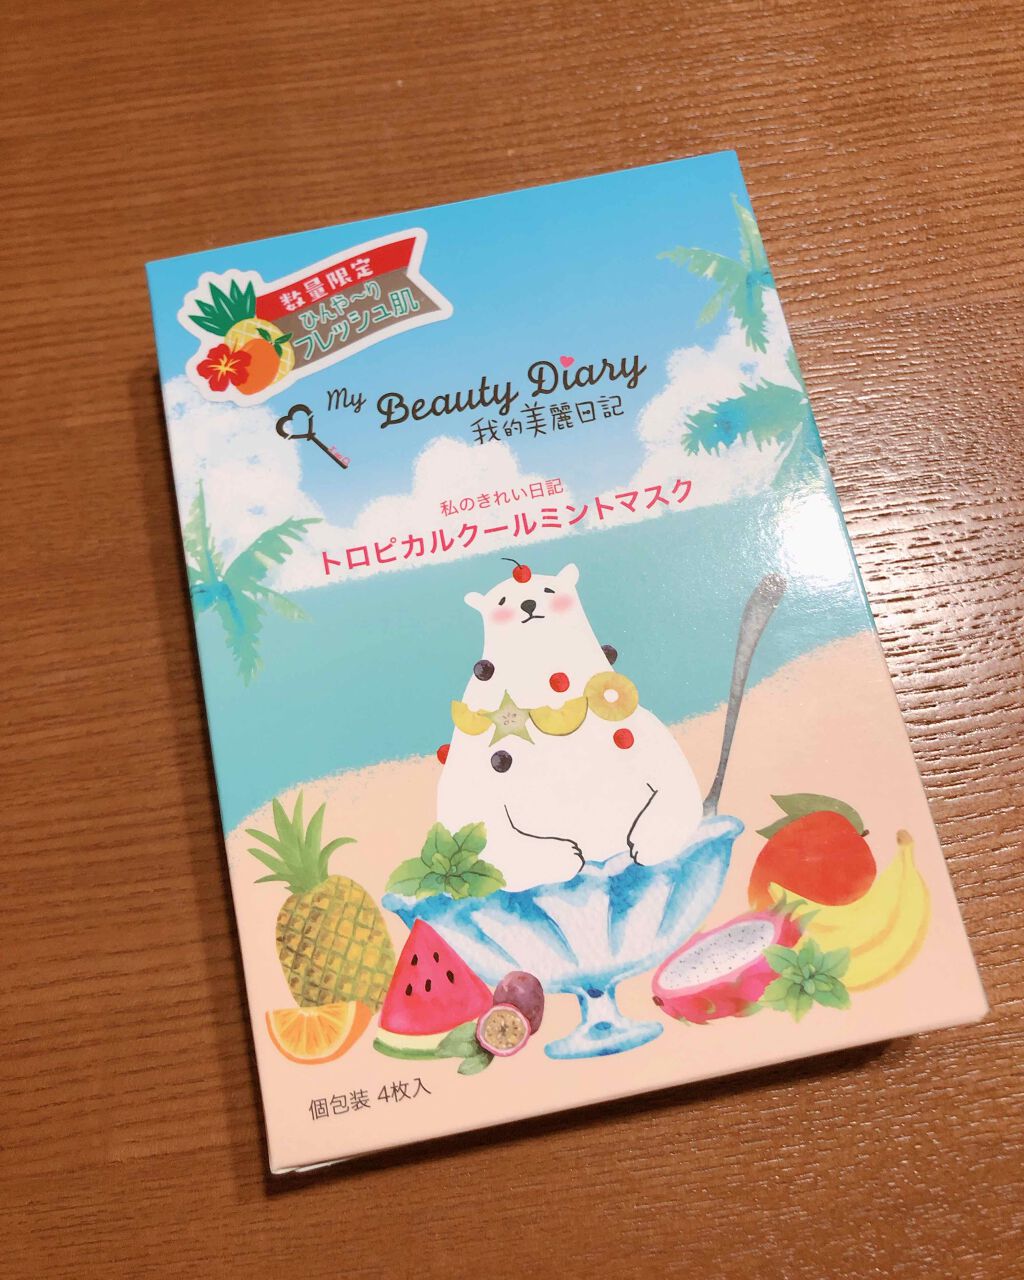 数量限定
ひんや〜り
フレッシュ肌
My Beauty Diary
我的美麗日記
私のきれい日記
トロピカルクールミントマスク
個包装 4枚入